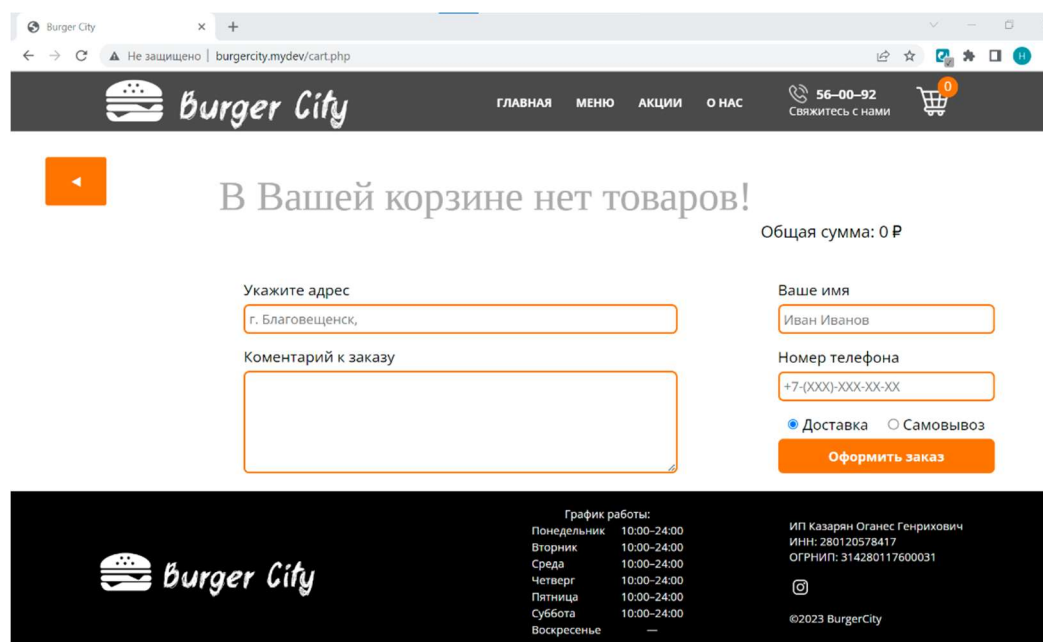 Burger City
Не защищено | burgercity.mydev/cart.php
H
Burger City
ГЛАВНАЯ МЕНЮ АКЦИИ О НАС
56–00–92
Свяжитесь с нами
0
В Вашей корзине нет товаров!
Общая сумма: 0 ₽
Укажите адрес
г. Благовещенск,
Коментарий к заказу
Ваше имя
Иван Иванов
Номер телефона
+7-(XXX)-XXX-XX-XX
Доставка Самовывоз
Оформить заказ
Burger City
График работы:
Понедельник 10:00–24:00
Вторник 10:00–24:00
Среда 10:00–24:00
Четверг 10:00–24:00
Пятница 10:00–24:00
Суббота 10:00–24:00
Воскресенье —
ИП Казарян Оганес Генрихович
ИНН: 280120578417
ОГРНИП: 314280117600031
©2023 BurgerCity